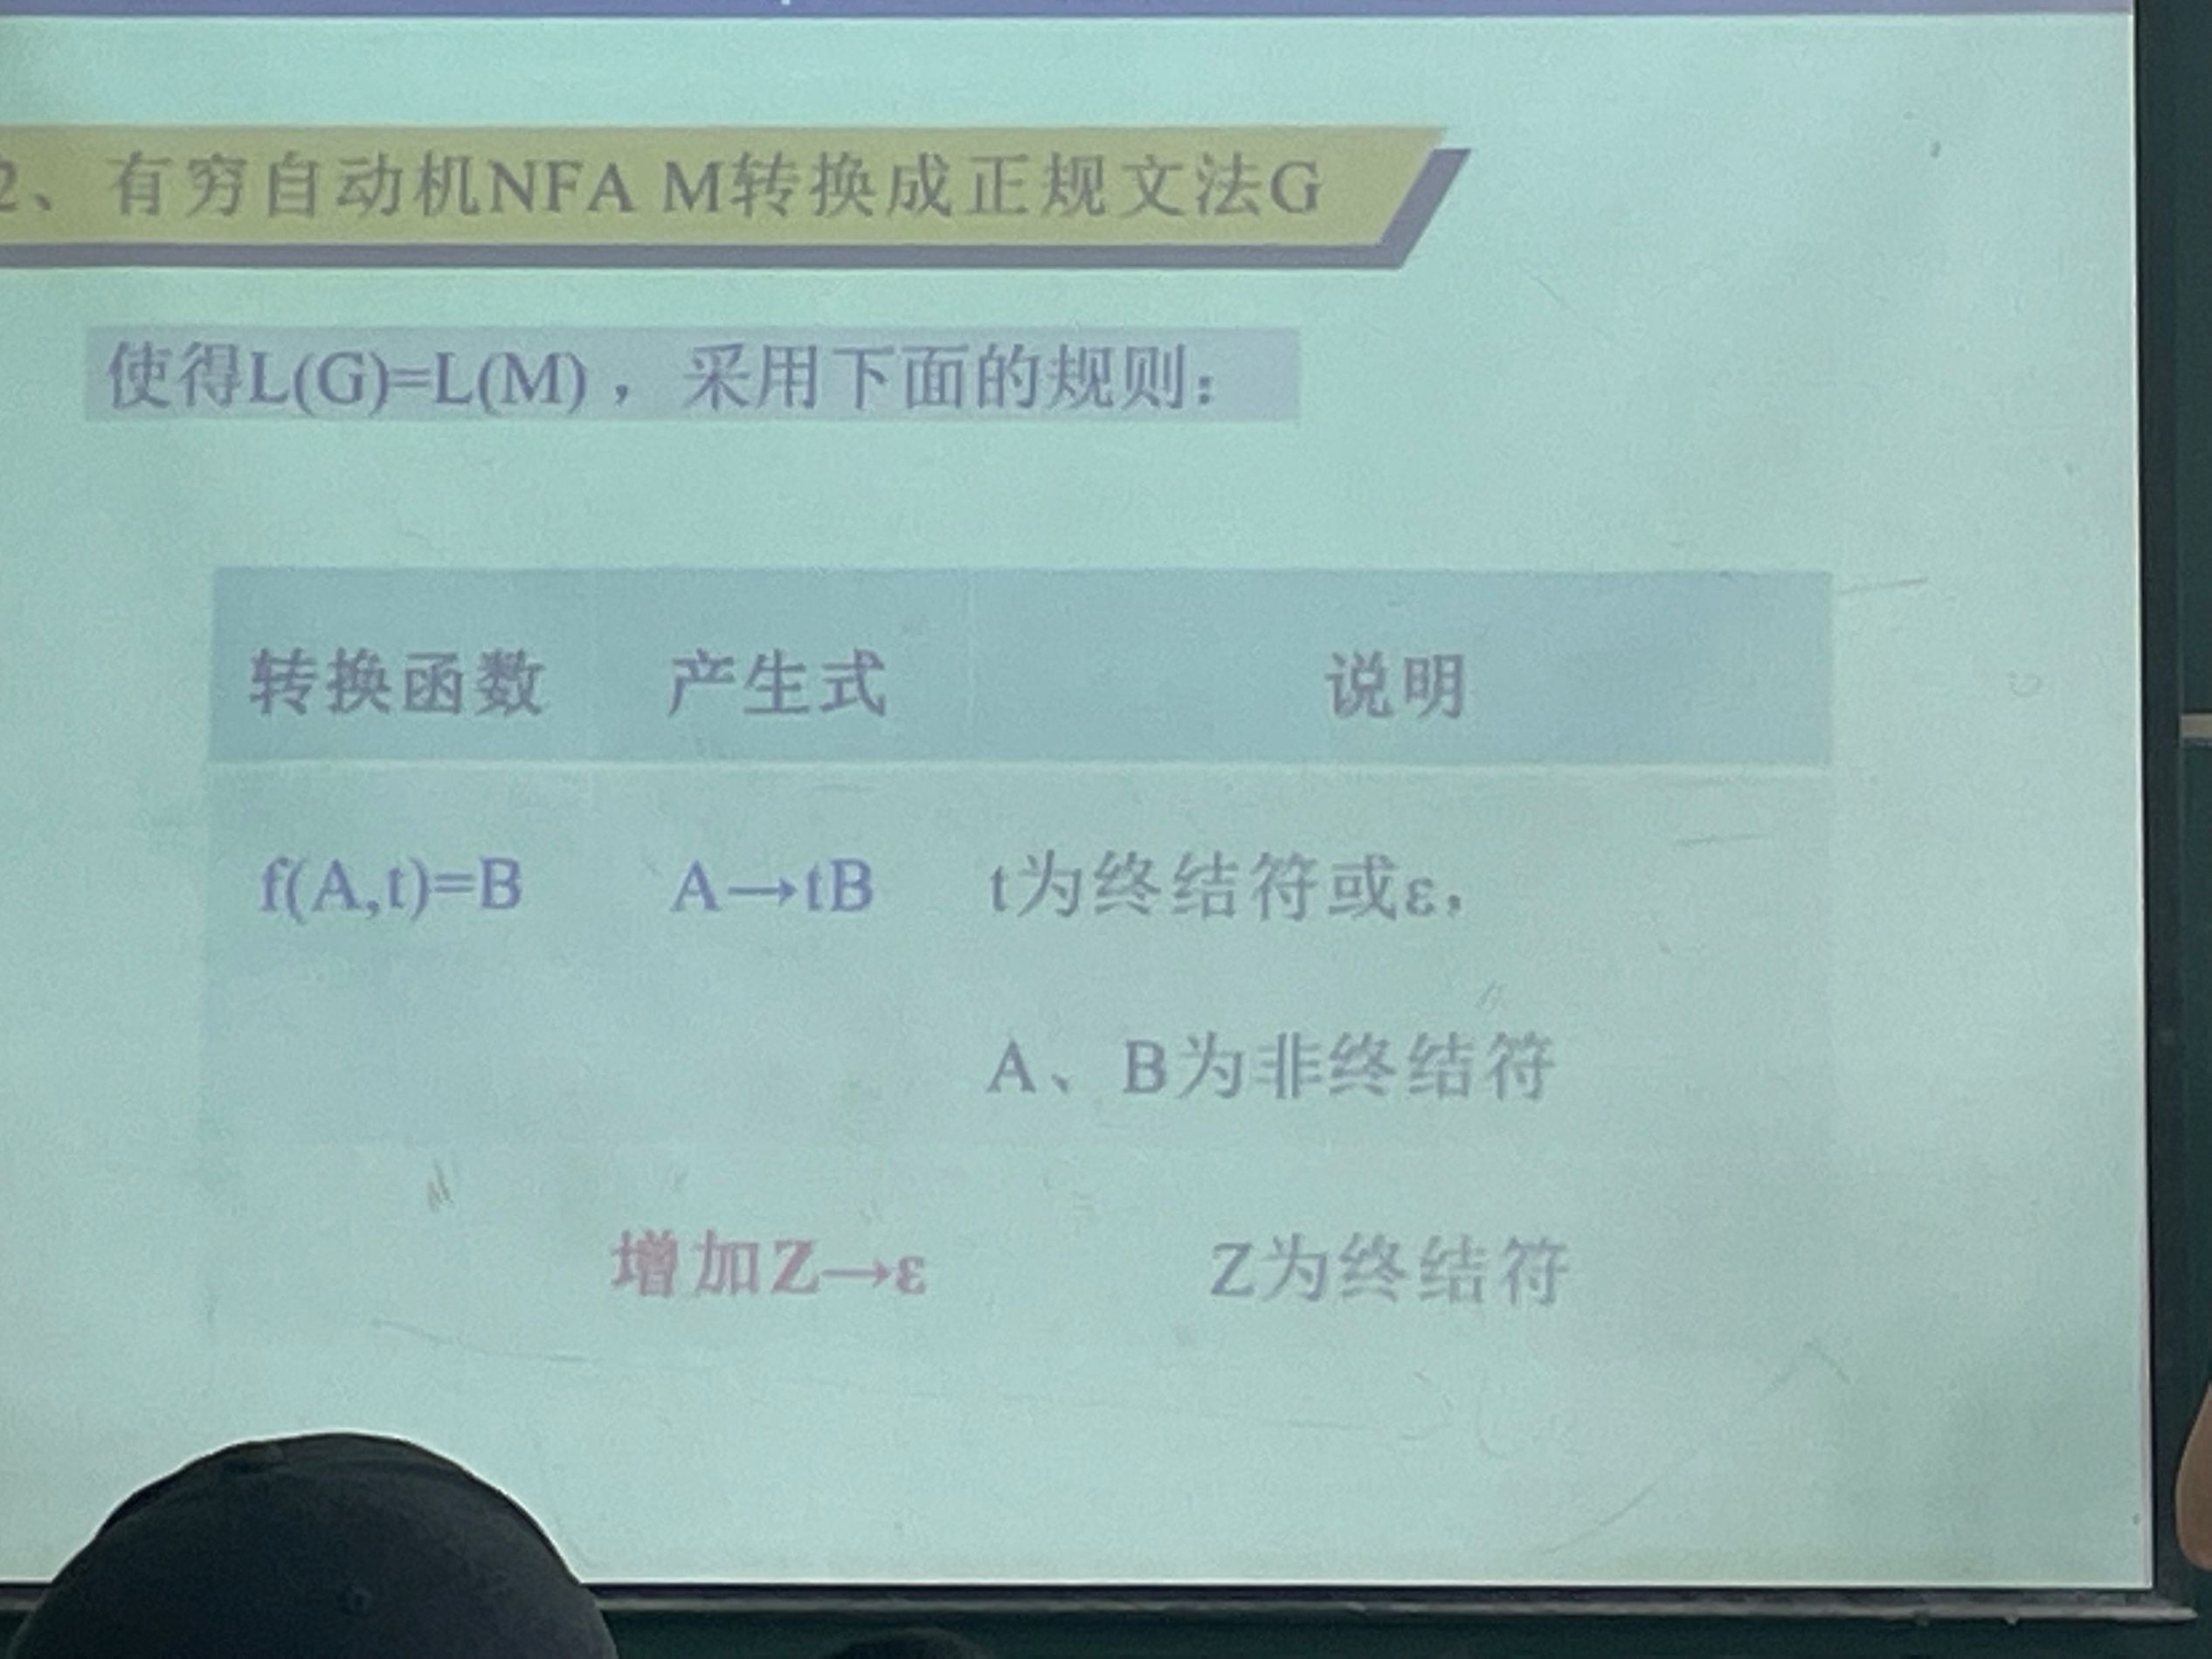 2、有穷自动机NFA M转换成正规文法G
使得L(G)=L(M)，采用下面的规则：
转换函数 产生式 说明
f(A,t)=B A→tB t为终结符或ε，
A、B为非终结符
增加Z→ε Z为终结符